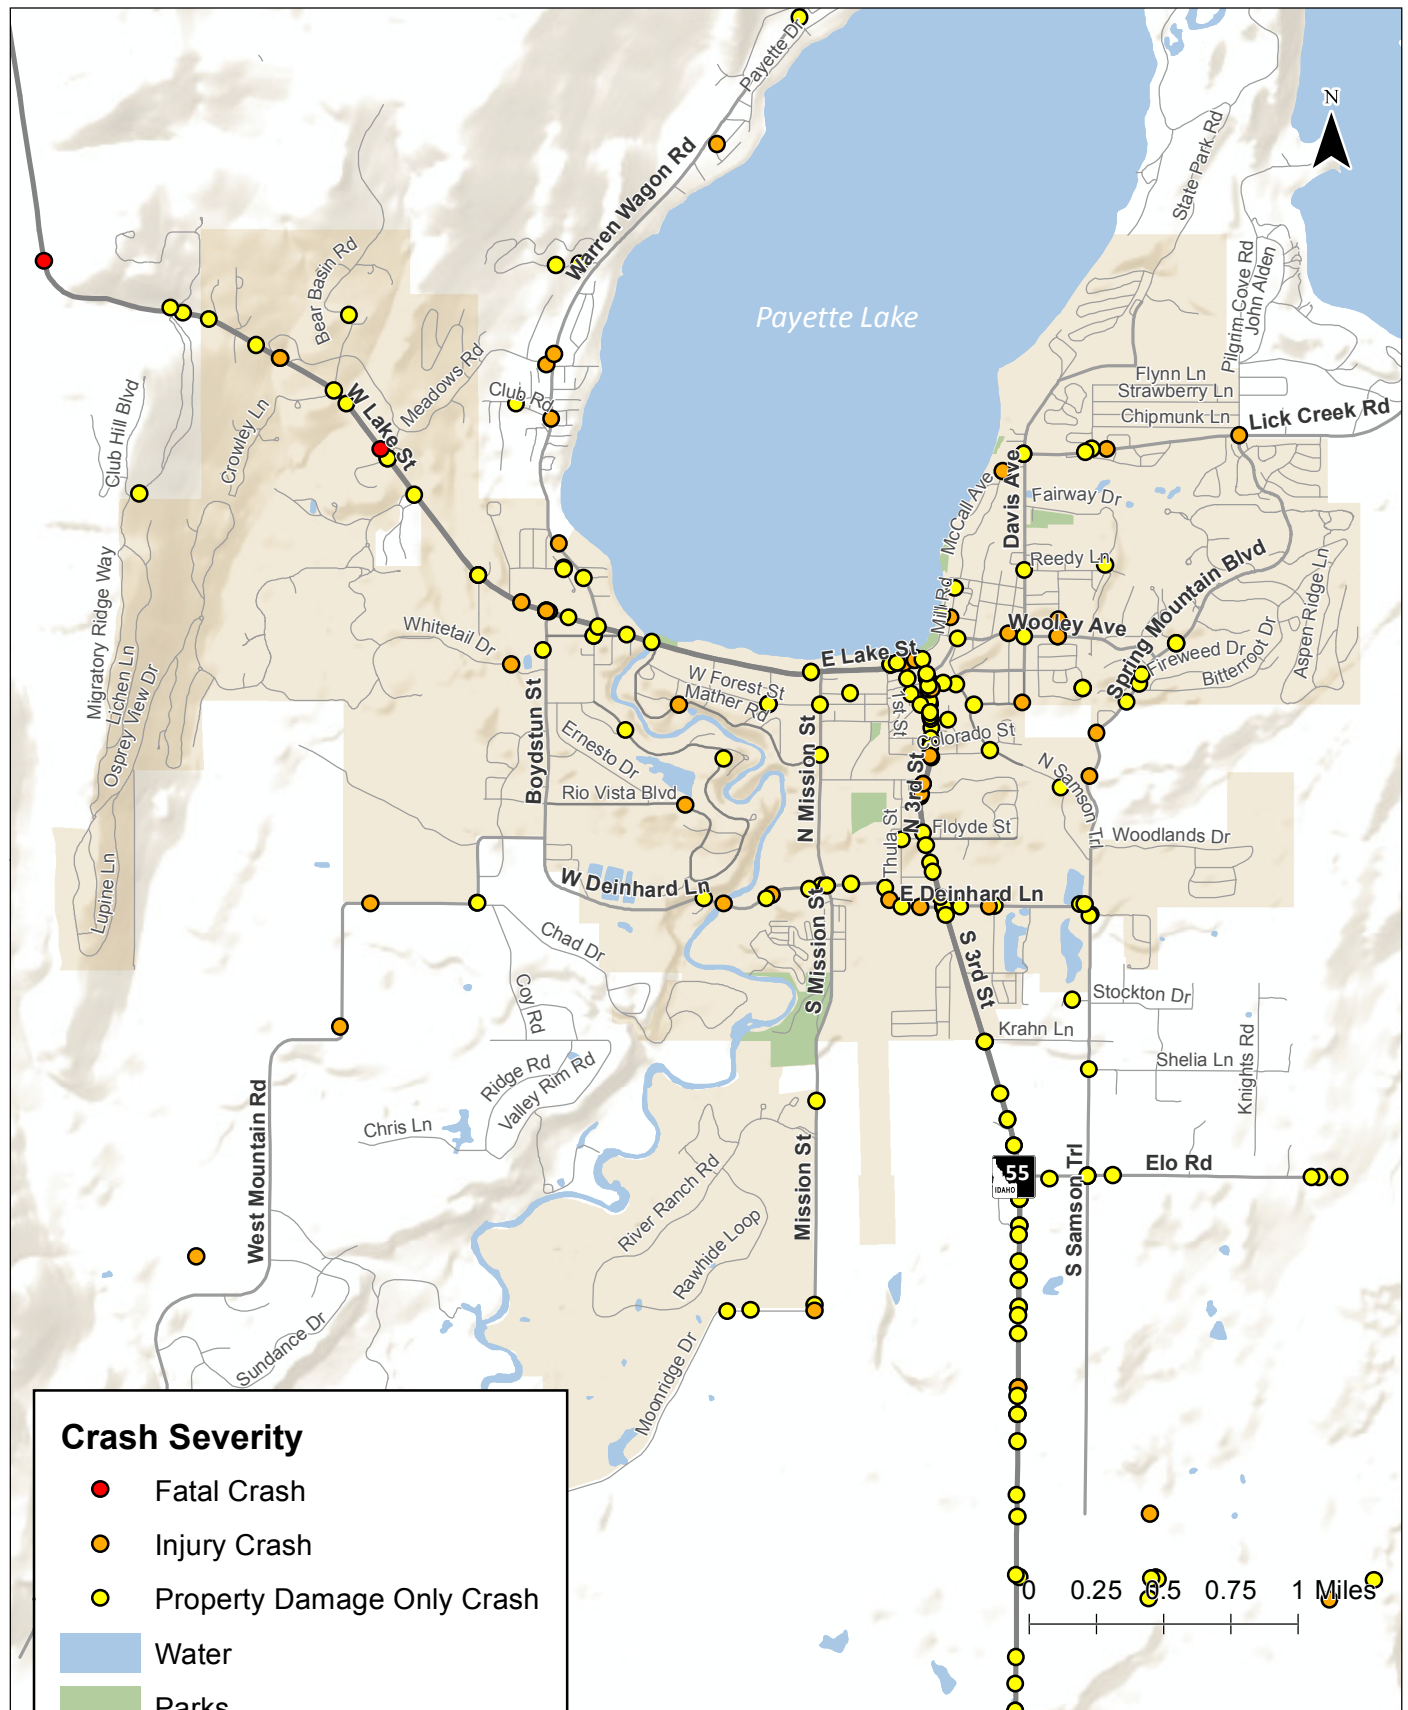 Payette Dr
N
State Park Rd
Warren Wagon Rd
Bear Basin Rd
Pilgrim Cove Rd
John Alden
Payette Lake
Meadows Rd
Flynn Ln
Strawberry Ln
Club Rd
Chipmunk Ln
Lick Creek Rd
Club Hill Blvd
Crowley Ln
W Lake St
Davis Ave
McCall Ave
Fairway Dr
Reedy Ln
Migratory Ridge Way
Lichen Ln
Osprey View Dr
Spring Mountain Blvd
Aspen Ridge Ln
Mill Rd
Wooley Ave
Whitetail Dr
E Lake St
Fireweed Dr
Bitterroot Dr
W Forest St
Mather Rd
1st St
Colorado St
Boydstun St
Ernesto Dr
N Mission St
N 3rd St
N Samson Trl
Rio Vista Blvd
Floyde St
Woodlands Dr
Thula St
Lupine Ln
W Deinhard Ln
E Deinhard Ln
Chad Dr
S Mission St
S 3rd St
Coy Rd
Stockton Dr
Krahn Ln
Shelia Ln
Knights Rd
Ridge Rd
Valley Rim Rd
West Mountain Rd
Chris Ln
Mission St
River Ranch Rd
55
IDAHO
Elo Rd
S Samson Trl
Rawhide Loop
Sundance Dr
Moonridge Dr
Crash Severity
Fatal Crash
Injury Crash
Property Damage Only Crash
Water
Parks
0 0.25 0.5 0.75 1 Miles